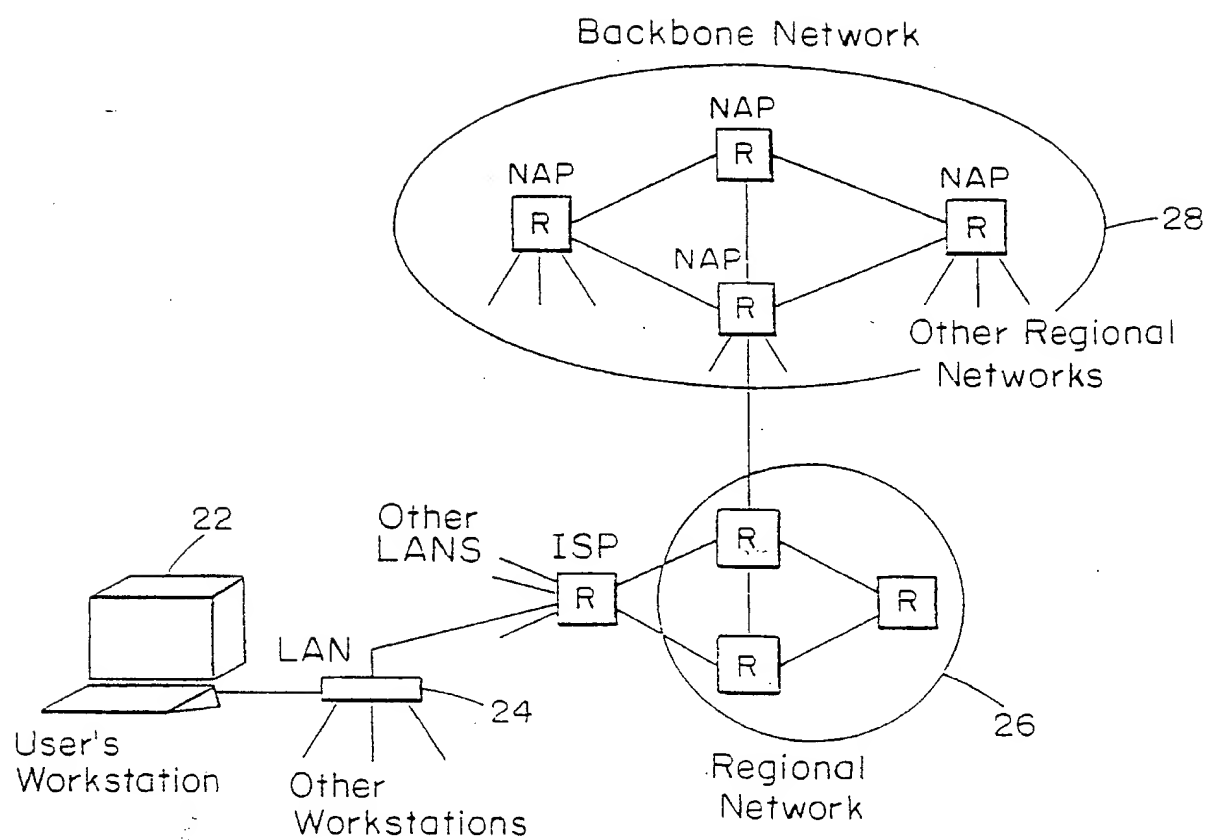 Backbone Network
NAP
R
NAP
R
NAP
R
28
NAP
R
Other Regional
Networks
22
Other
LANS
ISP
R
R
R
R
LAN
24
26
User's
Workstation
Other
Workstations
Regional
Network